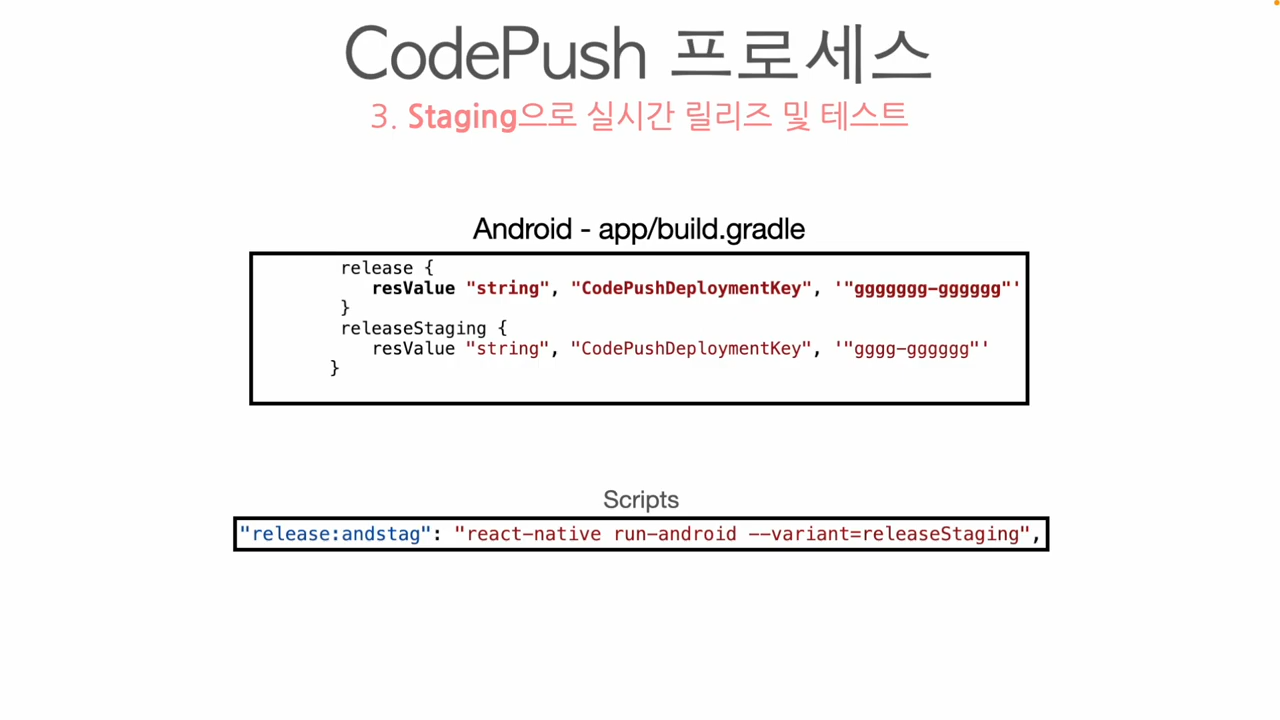 CodePush 프로세스
3. Staging으로 실시간 릴리즈 및 테스트
Android - app/build.gradle
release {
resValue "string", "CodePushDeploymentKey", '"ggggggg-gggggg"'
}
releaseStaging {
resValue "string", "CodePushDeploymentKey", '"gggg-gggggg"'
}
Scripts
"release:andstag": "react-native run-android --variant=releaseStaging",